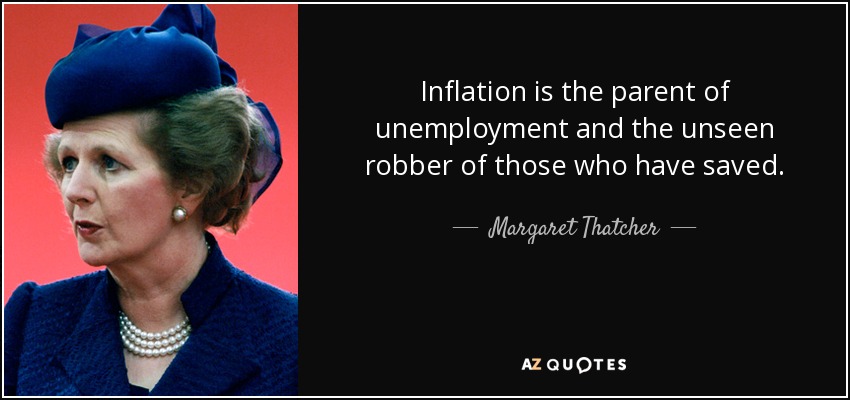 Inflation is the parent of
unemployment and the unseen
robber of those who have saved.
Margaret Thatcher
AZ QUOTES